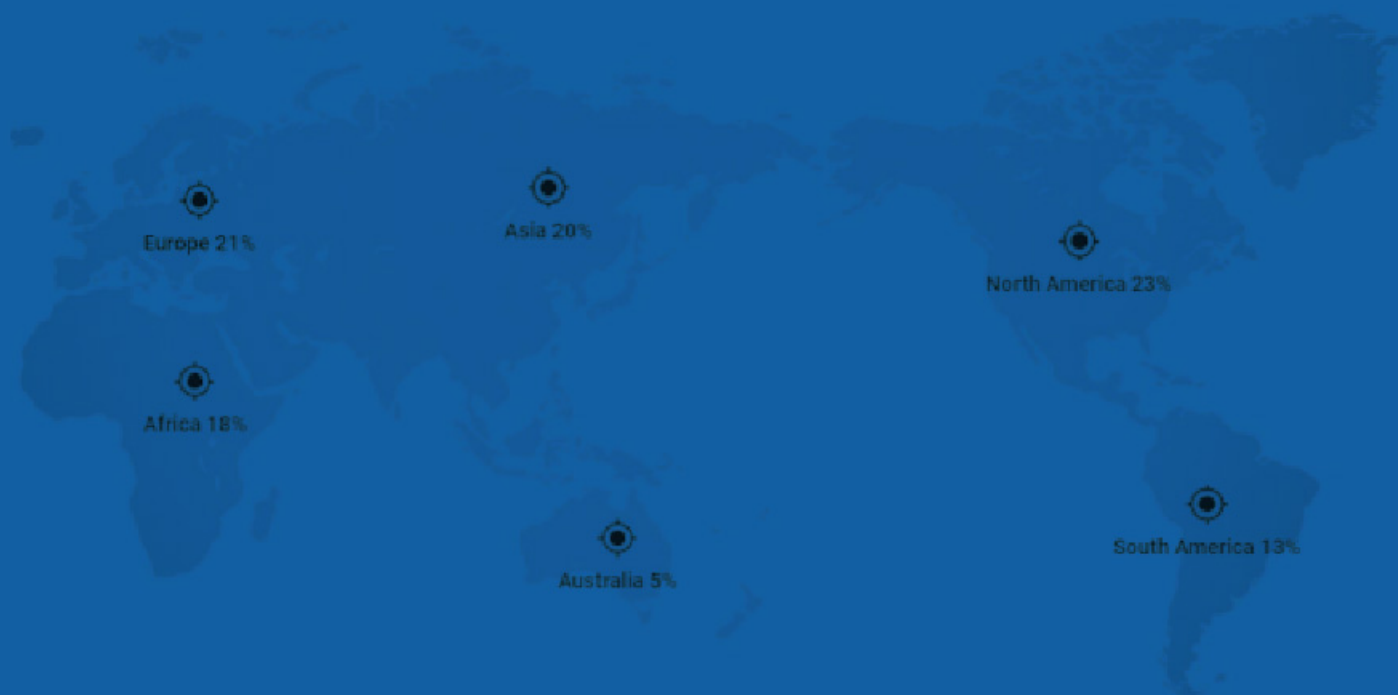 Asia 20%
Europe 21%
North America 23%
Africa 18%
South America 13%
Australia 5%